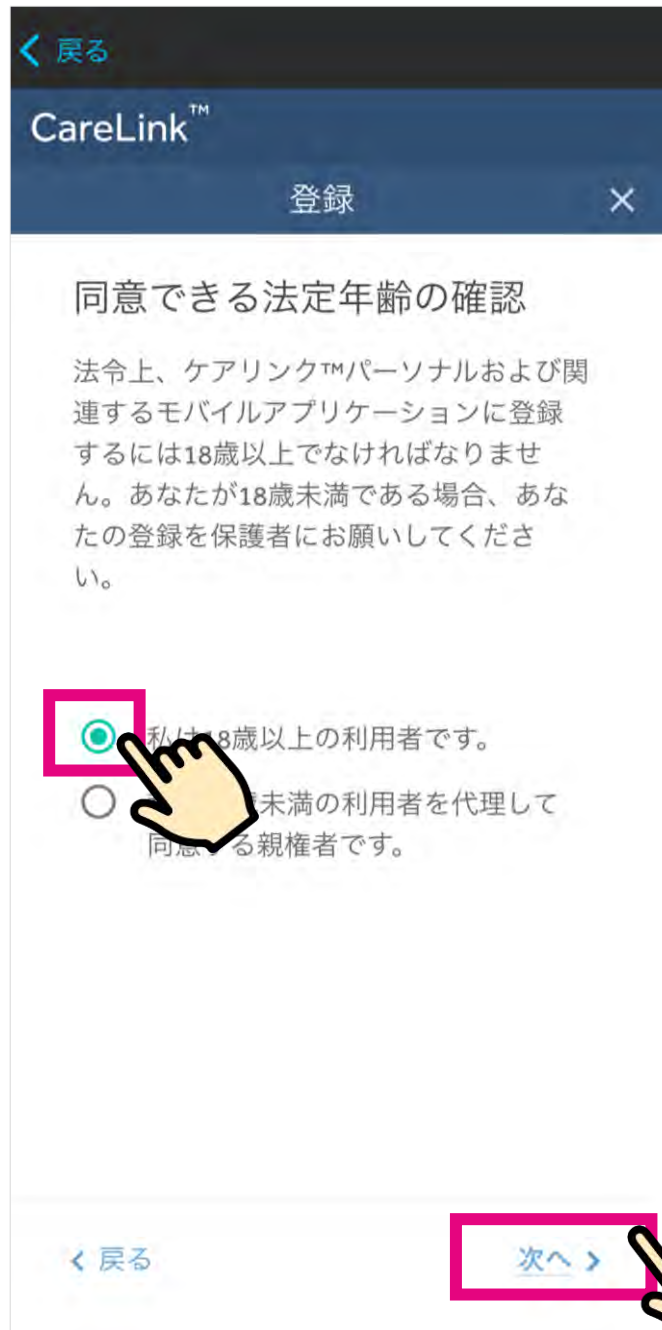 戻る
CareLink™
登録
同意できる法定年齢の確認
法令上、ケアリンク™パーソナルおよび関
連するモバイルアプリケーションに登録
するには18歳以上でなければなりませ
ん。あなたが18歳未満である場合、あな
たの登録を保護者にお願いしてくださ
い。
私は18歳以上の利用者です。
歳未満の利用者を代理して
同意する親権者です。
戻る
次へ